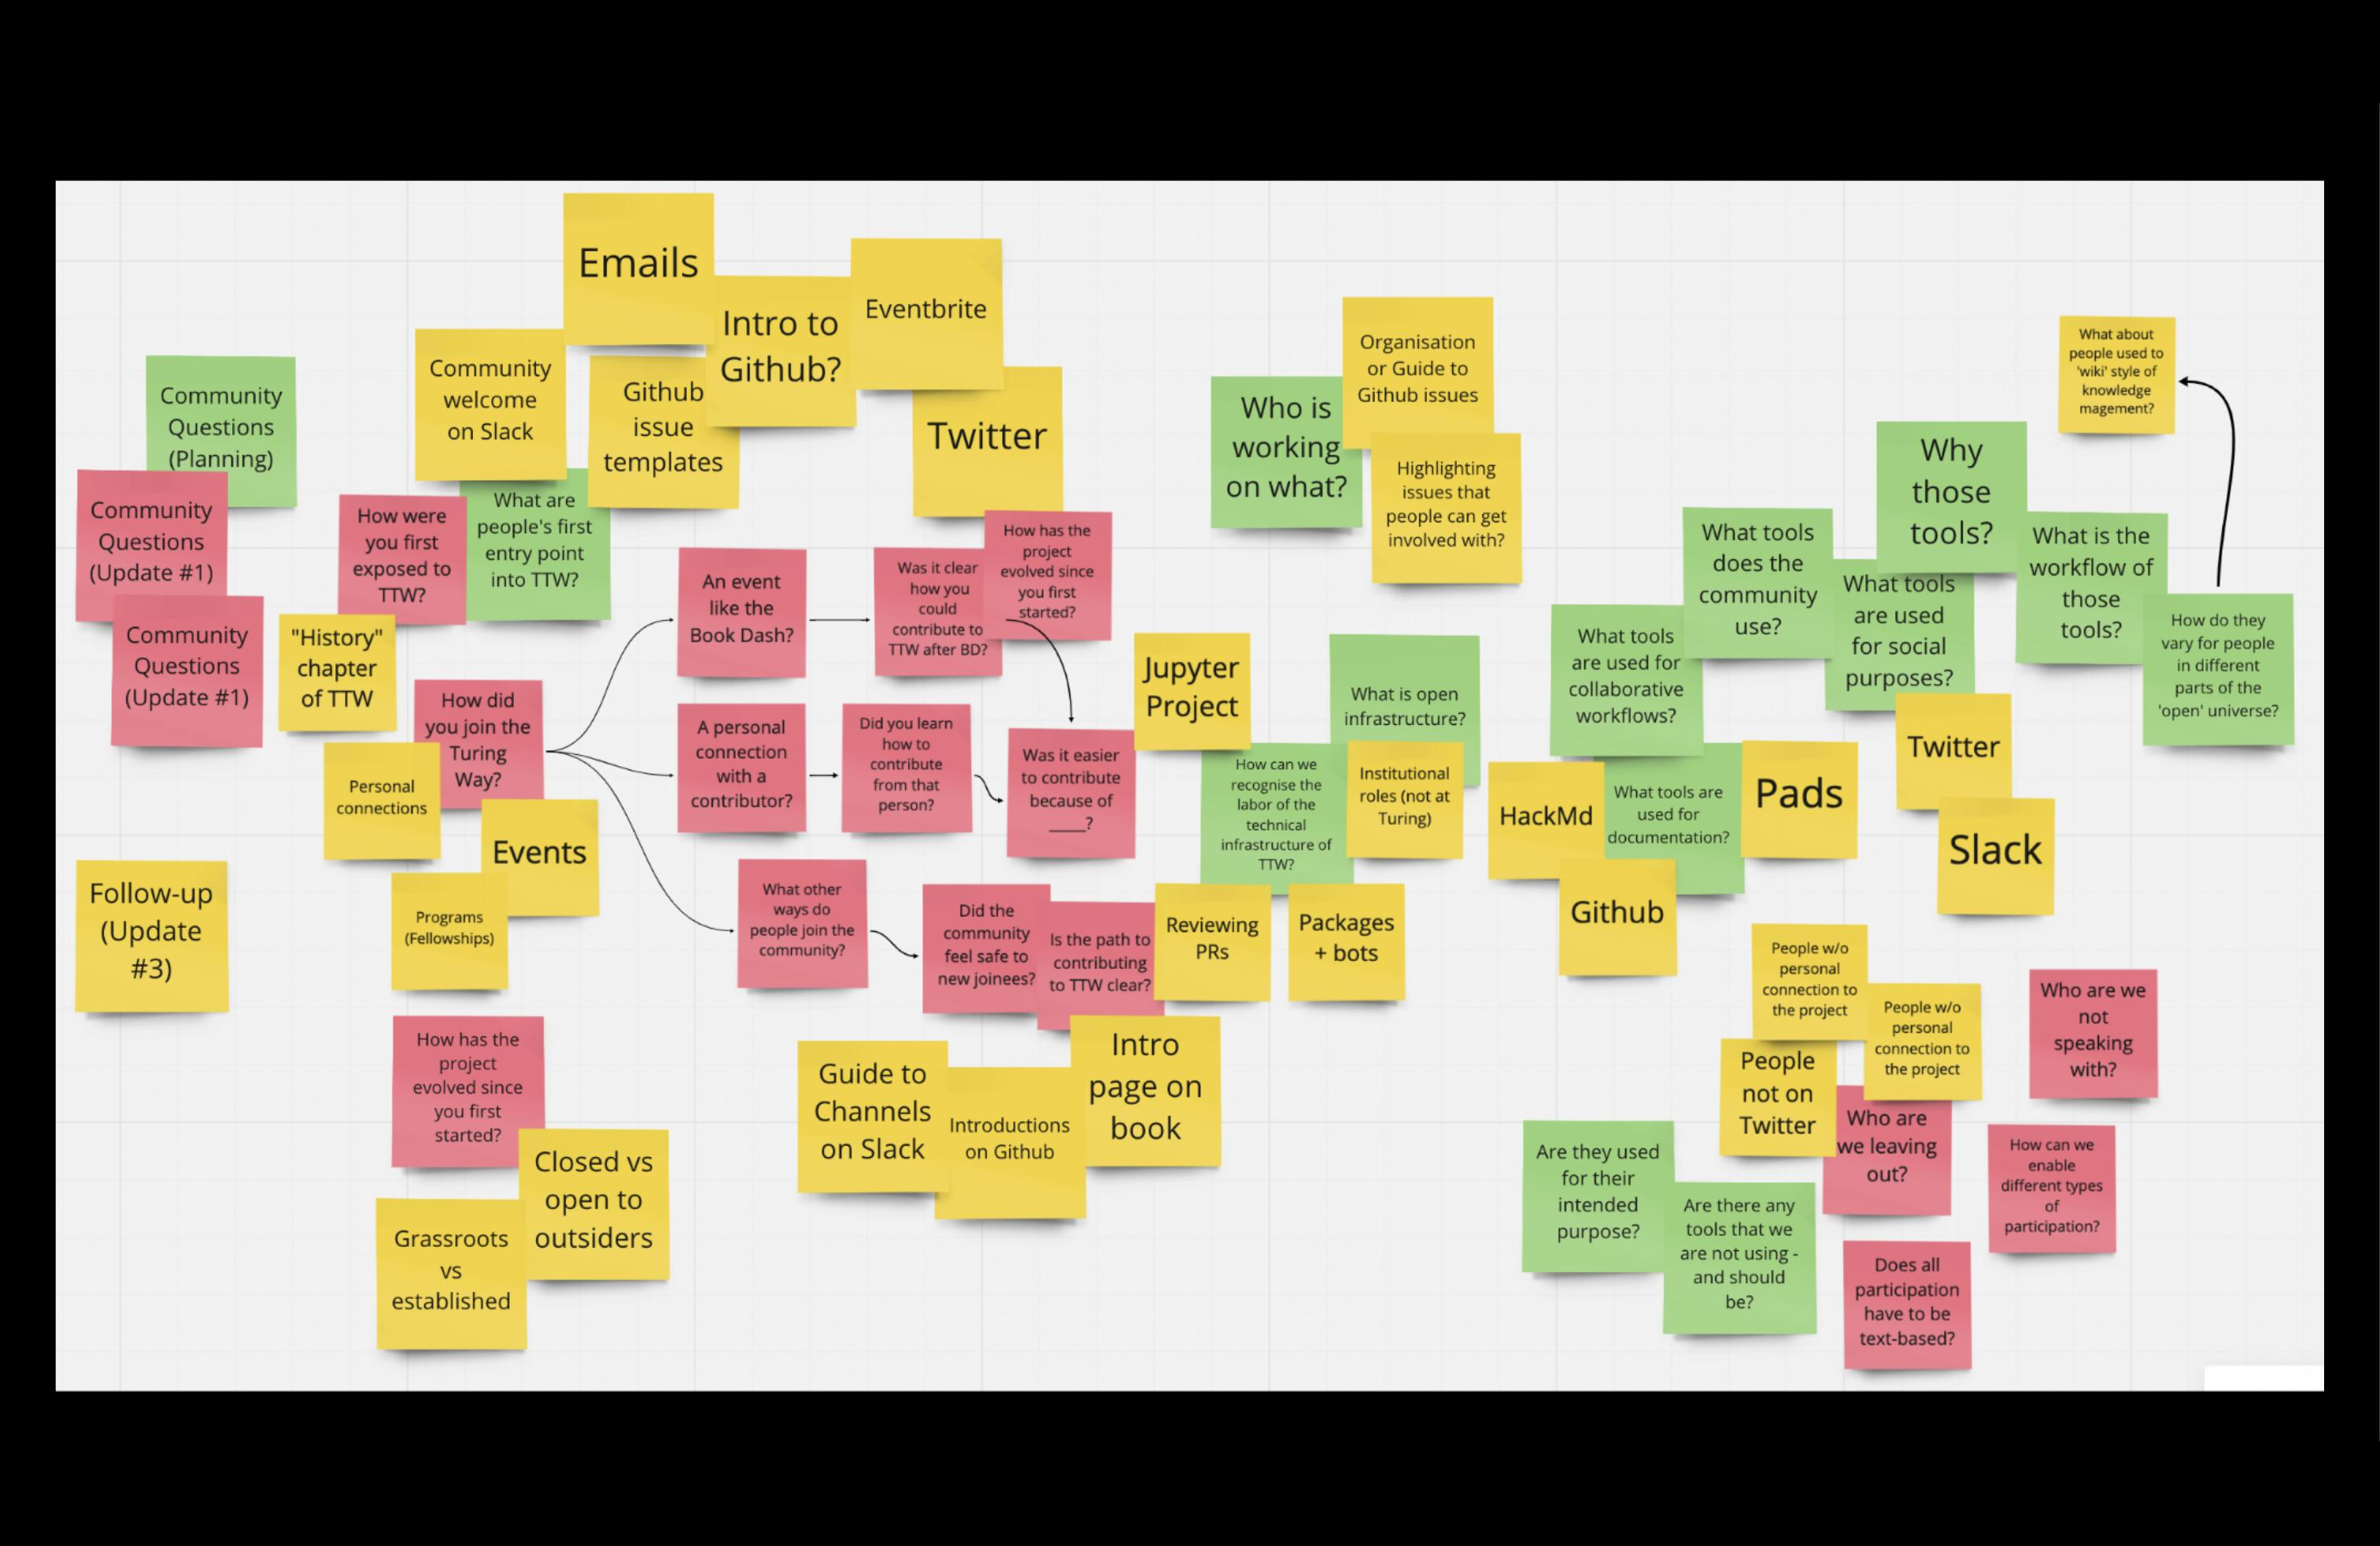 Emails
Intro to
Github?
Eventbrite
Community
welcome
on Slack
Github
issue
templates
Twitter
Community
Questions
(Planning)
Community
Questions
(Update #1)
Community
Questions
(Update #1)
How were
you first
exposed to
TTW?
What are
people's first
entry point
into TTW?
"History"
chapter
of TTW
How did
you join the
Turing
Way?
Personal
connections
Events
Programs
(Fellowships)
Follow-up
(Update
#3)
An event
like the
Book Dash?
Was it clear
how you
could
contribute to
TTW after BD?
How has the
project
evolved since
you first
started?
A personal
connection
with a
contributor?
Did you learn
how to
contribute
from that
person?
Was it easier
to contribute
because of
_____?
What other
ways do
people join the
community?
Did the
community
feel safe to
new joinees?
Is the path to
contributing
to TTW clear?
How has the
project
evolved since
you first
started?
Closed vs
open to
outsiders
Grassroots
vs
established
Guide to
Channels
on Slack
Introductions
on Github
Intro
page on
book
Who is
working
on what?
Organisation
or Guide to
Github issues
Highlighting
issues that
people can get
involved with?
Jupyter
Project
What is open
infrastructure?
How can we
recognise the
labor of the
technical
infrastructure of
TTW?
Institutional
roles (not at
Turing)
Reviewing
PRs
Packages
+ bots
What about
people used to
'wiki' style of
knowledge
magement?
Why
those
tools?
What tools
does the
community
use?
What is the
workflow of
those
tools?
What tools
are used
for social
purposes?
What tools
are used for
collaborative
workflows?
How do they
vary for people
in different
parts of the
'open' universe?
Twitter
Slack
HackMd
What tools are
used for
documentation?
Pads
Github
People w/o
personal
connection to
the project
People w/o
personal
connection to
the project
People
not on
Twitter
Who are
we leaving
out?
Who are we
not
speaking
with?
How can we
enable
different types
of
participation?
Does all
participation
have to be
text-based?
Are they used
for their
intended
purpose?
Are there any
tools that we
are not using -
and should
be?